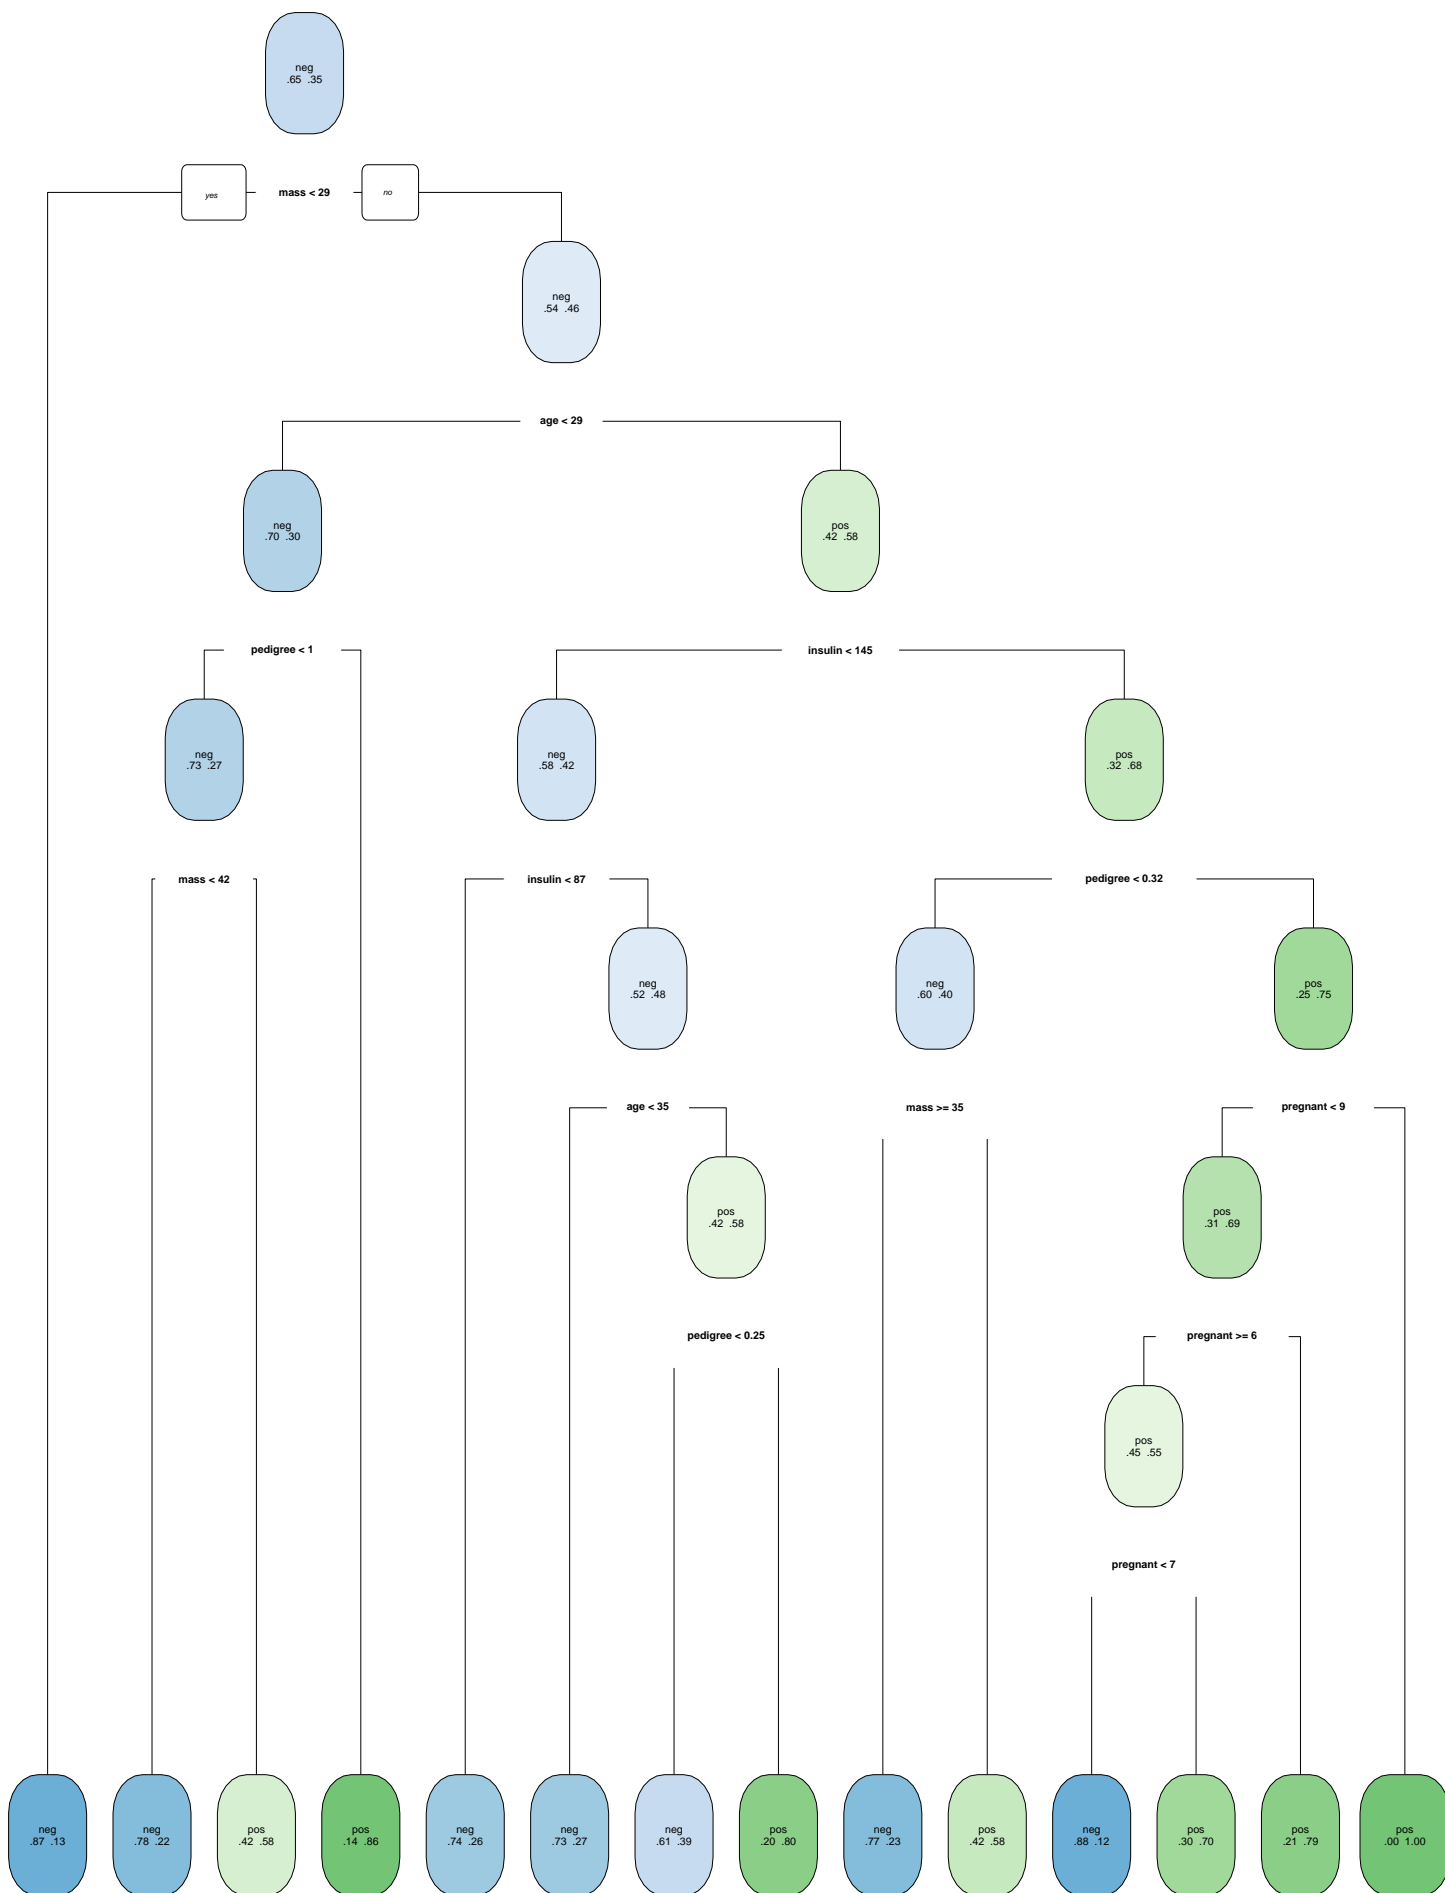 neg
.65 .35
yes
mass < 29
no
neg
.54 .46
age < 29
neg
.70 .30
pos
.42 .58
pedigree < 1
insulin < 145
neg
.73 .27
neg
.58 .42
pos
.32 .68
mass < 42
insulin < 87
pedigree < 0.32
neg
.52 .48
neg
.60 .40
pos
.25 .75
age < 35
mass >= 35
pregnant < 9
pos
.42 .58
pos
.31 .69
pedigree < 0.25
pregnant >= 6
pos
.45 .55
pregnant < 7
neg
.87 .13
neg
.78 .22
pos
.42 .58
pos
.14 .86
neg
.74 .26
neg
.73 .27
neg
.61 .39
pos
.20 .80
neg
.77 .23
pos
.42 .58
neg
.88 .12
pos
.30 .70
pos
.21 .79
pos
.00 1.00